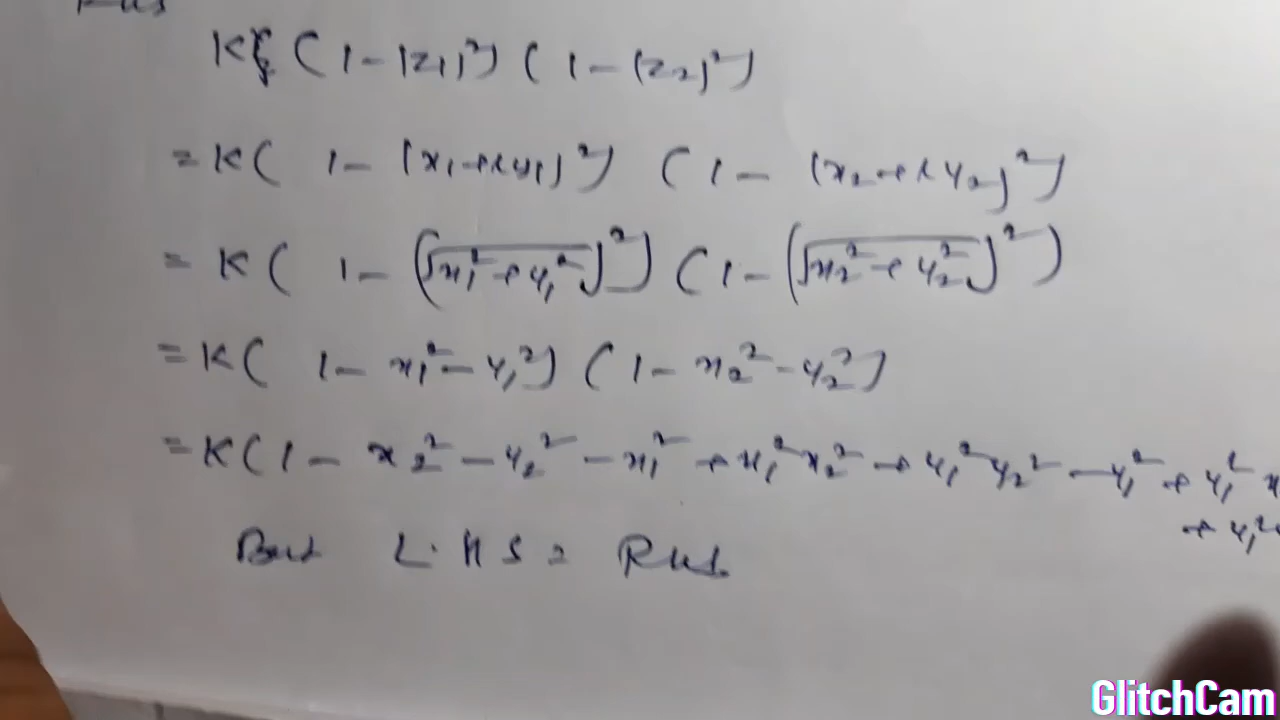 RHS
K (1-|z₁|²) (1-|z₂|²)
=K( 1-|x₁+iy₁|²) (1-|x₂+iy₂|²)
= K( 1-(√x₁²+y₁²)²) (1-(√x₂²+y₂²)²)
=K( 1-x₁²-y₁²) (1-x₂²-y₂²)
=K(1-x₂²-y₂²-x₁²+x₁²x₂²+y₁²y₂²-y₁²+y₁²x
+y₁²
But L.HS= RHS
GlitchCam